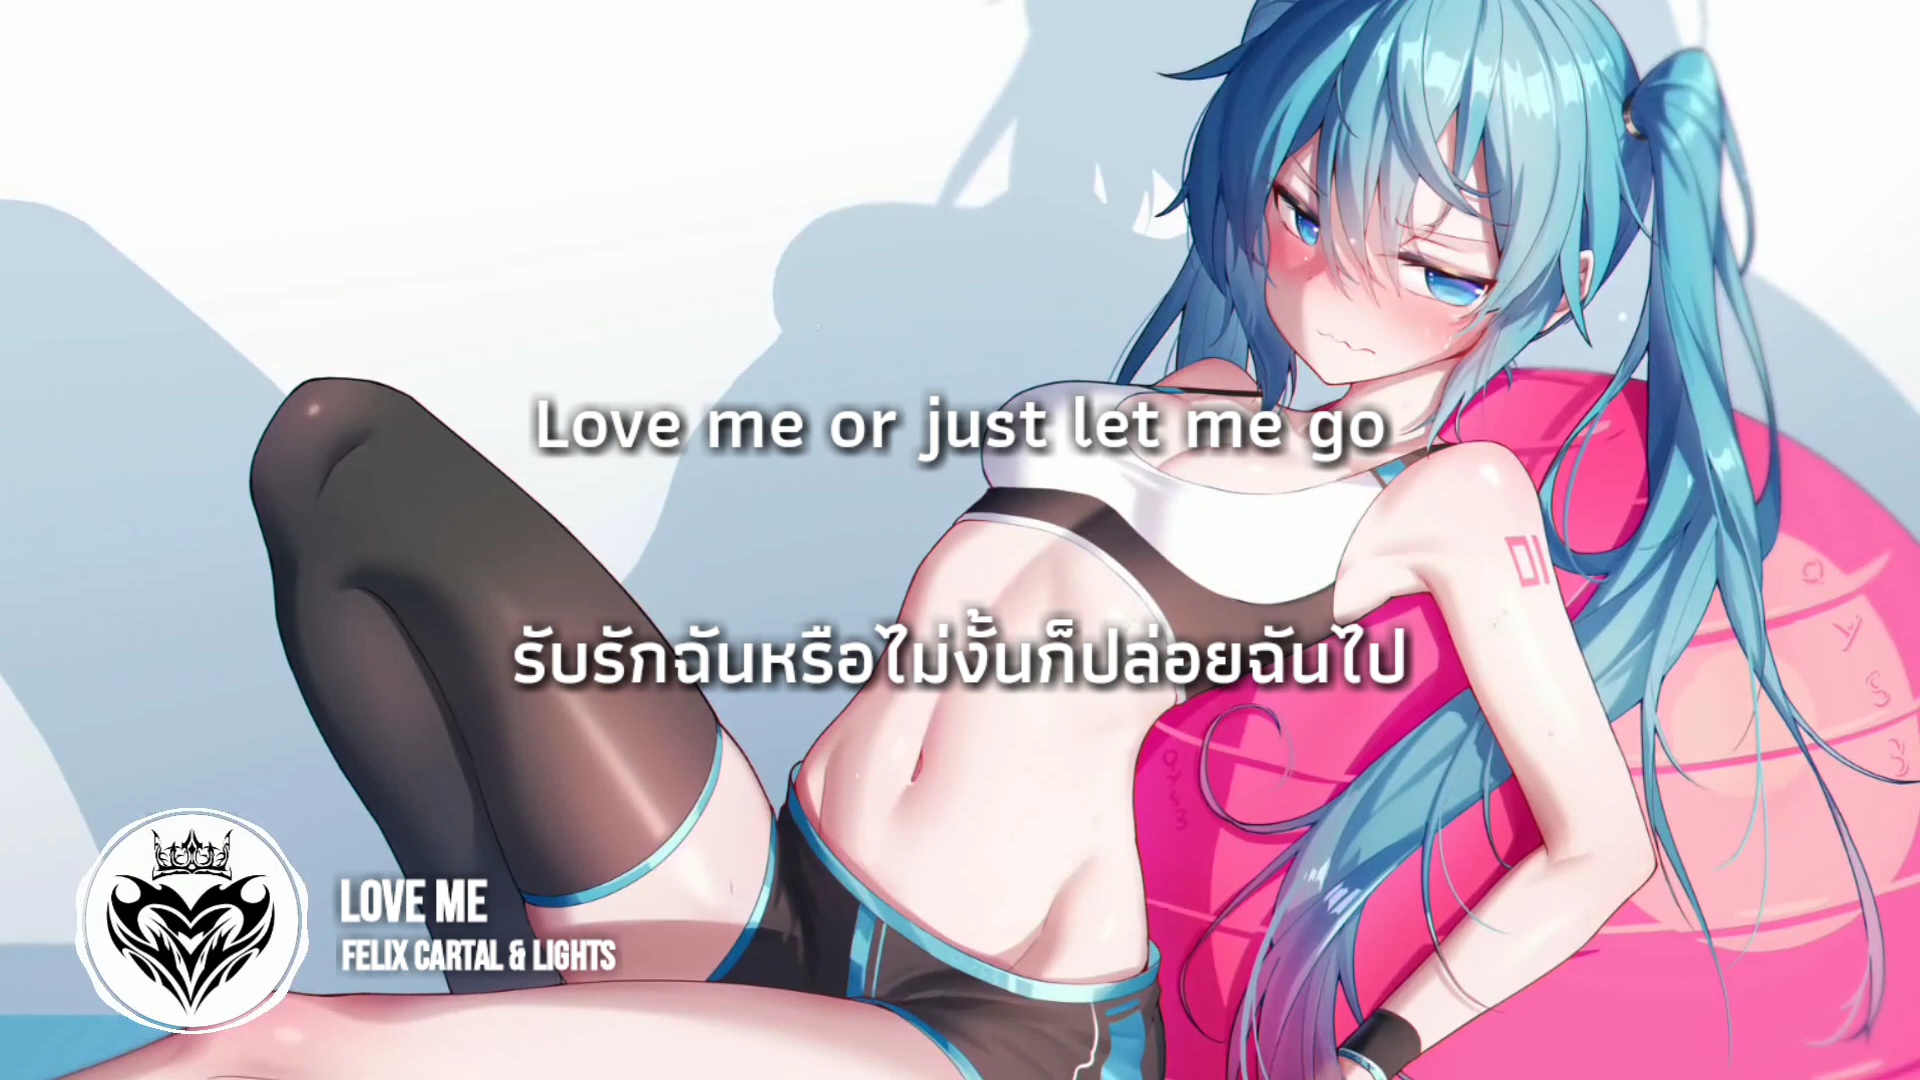 Love me or just let me go
รับรักฉันหรือไม่งั้นก็ปล่อยฉันไป
01
LOVE ME
FELIX CARTAL & LIGHTS